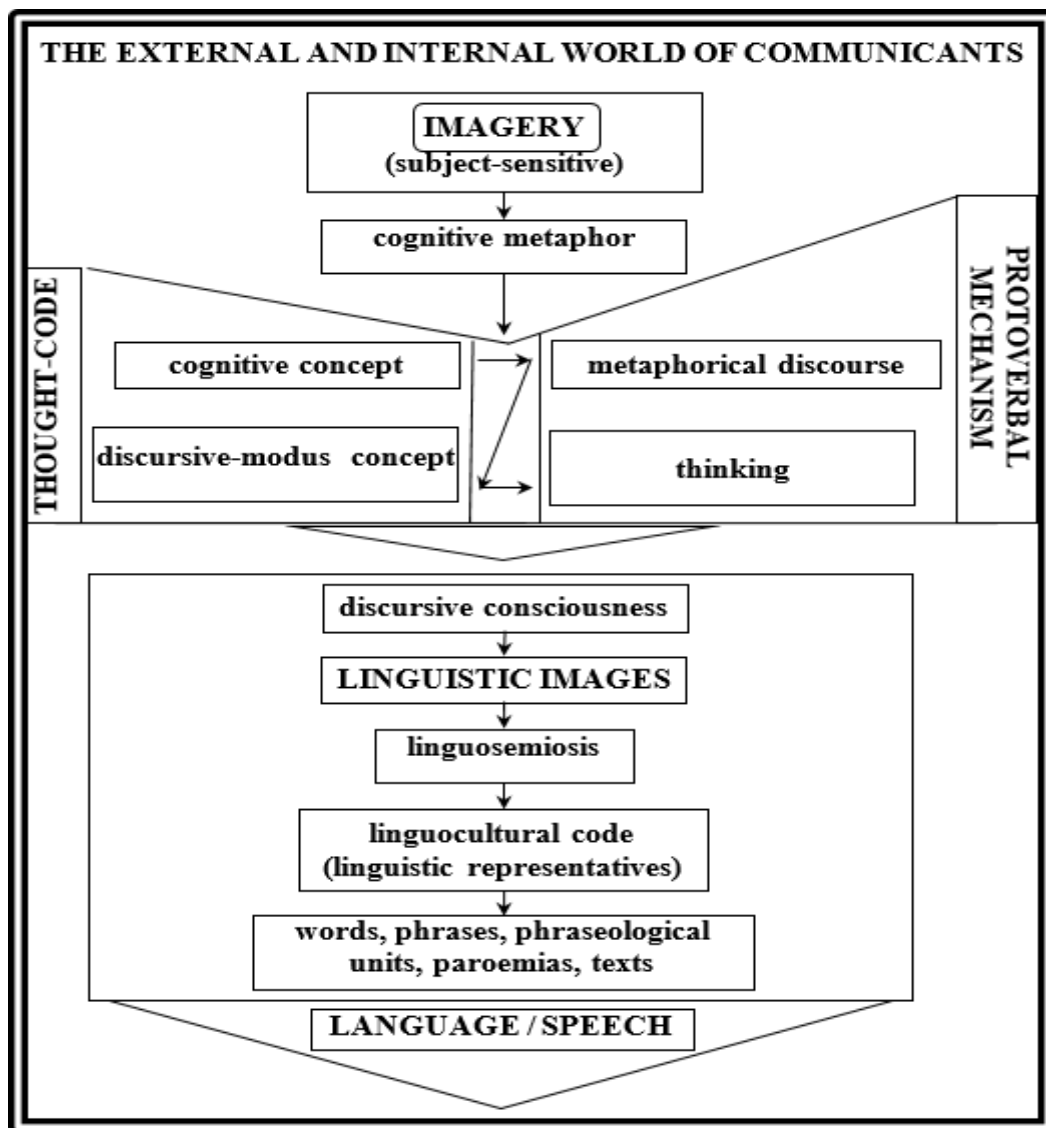 THE EXTERNAL AND INTERNAL WORLD OF COMMUNICANTS
IMAGERY
(subject-sensitive)
cognitive metaphor
THOUGHT-CODE
PROTOVERBAL
MECHANISM
cognitive concept
metaphorical discourse
discursive-modus concept
thinking
discursive consciousness
LINGUISTIC IMAGES
linguosemiosis
linguocultural code
(linguistic representatives)
words, phrases, phraseological
units, paroemias, texts
LANGUAGE / SPEECH